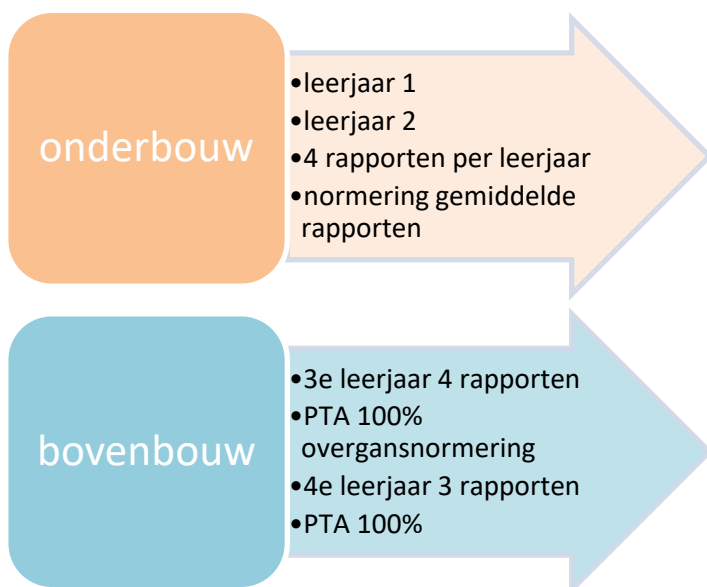 onderbouw
•leerjaar 1
•leerjaar 2
•4 rapporten per leerjaar
•normering gemiddelde
rapporten
bovenbouw
•3e leerjaar 4 rapporten
•PTA 100%
overgansnormering
•4e leerjaar 3 rapporten
•PTA 100%